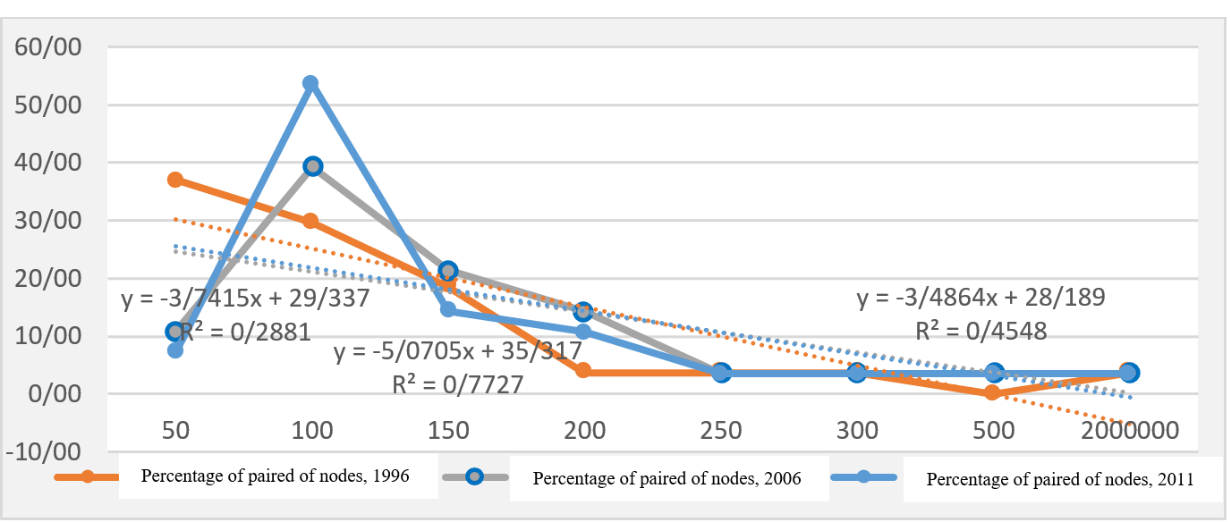 60/00
50/00
40/00
30/00
20/00
10/00
0/00
-10/00
y = -3/7415x + 29/337
R² = 0/2881
y = -5/0705x + 35/317
R² = 0/7727
y = -3/4864x + 28/189
R² = 0/4548
50 100 150 200 250 300 500 2000000
Percentage of paired of nodes, 1996 Percentage of paired of nodes, 2006 Percentage of paired of nodes, 2011